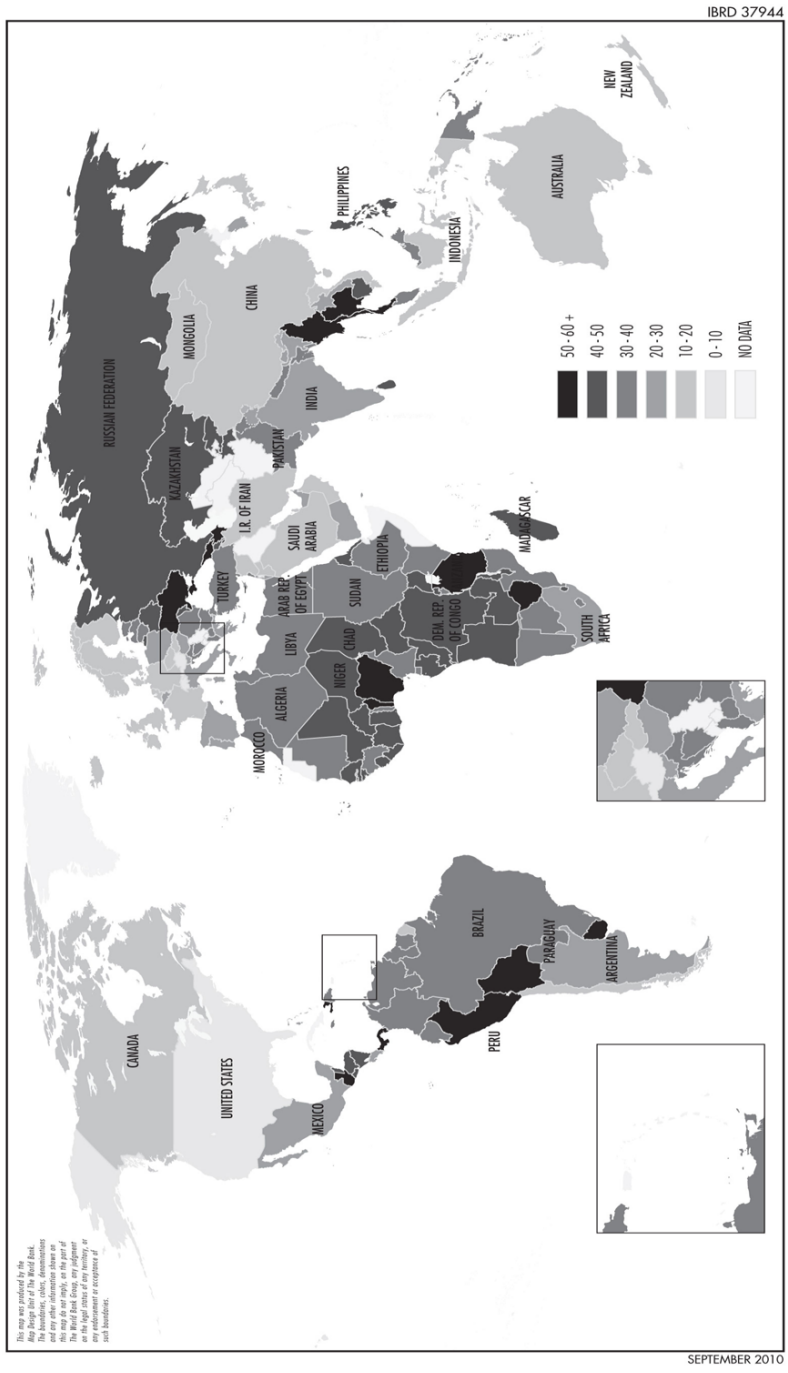 IBRD 37944
This map was produced by the
Map Design Unit of The World Bank.
The boundaries, colors, denominations
and any other information shown on
this map do not imply, on the part of
The World Bank Group, any judgment
on the legal status of any territory, or
any endorsement or acceptance of
such boundaries.
CANADA
UNITED STATES
MEXICO
PERU
BRAZIL
PARAGUAY
ARGENTINA
RUSSIAN FEDERATION
KAZAKHSTAN
MONGOLIA
CHINA
TURKEY
I.R. OF IRAN
PAKISTAN
INDIA
SAUDI
ARABIA
MOROCCO
ALGERIA
LIBYA
ARAB REP.
OF EGYPT
NIGER
CHAD
SUDAN
ETHIOPIA
DEM. REP.
OF CONGO
MADAGASCAR
SOUTH
AFRICA
PHILIPPINES
INDONESIA
AUSTRALIA
NEW
ZEALAND
50 - 60 +
40 - 50
30 - 40
20 - 30
10 - 20
0 - 10
NO DATA
SEPTEMBER 2010